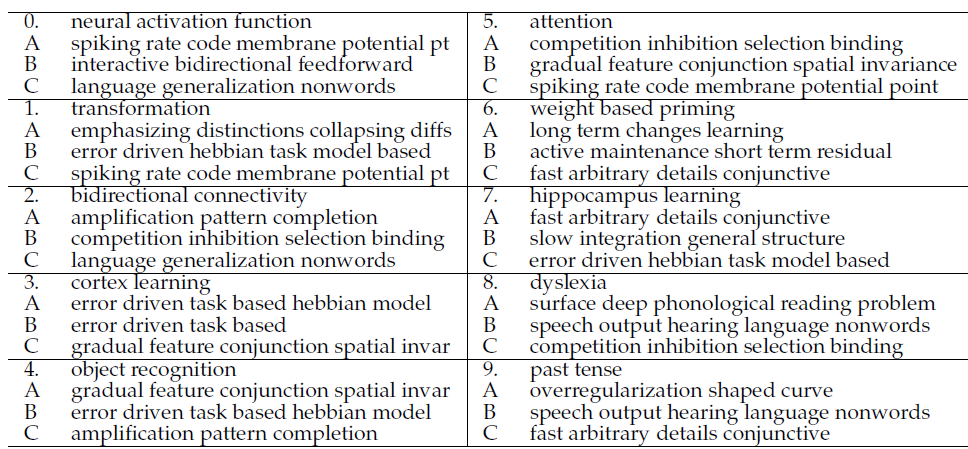 0. neural activation function
A spiking rate code membrane potential pt
B interactive bidirectional feedforward
C language generalization nonwords
1. transformation
A emphasizing distinctions collapsing diffs
B error driven hebbian task model based
C spiking rate code membrane potential pt
2. bidirectional connectivity
A amplification pattern completion
B competition inhibition selection binding
C language generalization nonwords
3. cortex learning
A error driven task based hebbian model
B error driven task based
C gradual feature conjunction spatial invar
4. object recognition
A gradual feature conjunction spatial invar
B error driven task based hebbian model
C amplification pattern completion
5. attention
A competition inhibition selection binding
B gradual feature conjunction spatial invariance
C spiking rate code membrane potential point
6. weight based priming
A long term changes learning
B active maintenance short term residual
C fast arbitrary details conjunctive
7. hippocampus learning
A fast arbitrary details conjunctive
B slow integration general structure
C error driven hebbian task model based
8. dyslexia
A surface deep phonological reading problem
B speech output hearing language nonwords
C competition inhibition selection binding
9. past tense
A overregularization shaped curve
B speech output hearing language nonwords
C fast arbitrary details conjunctive